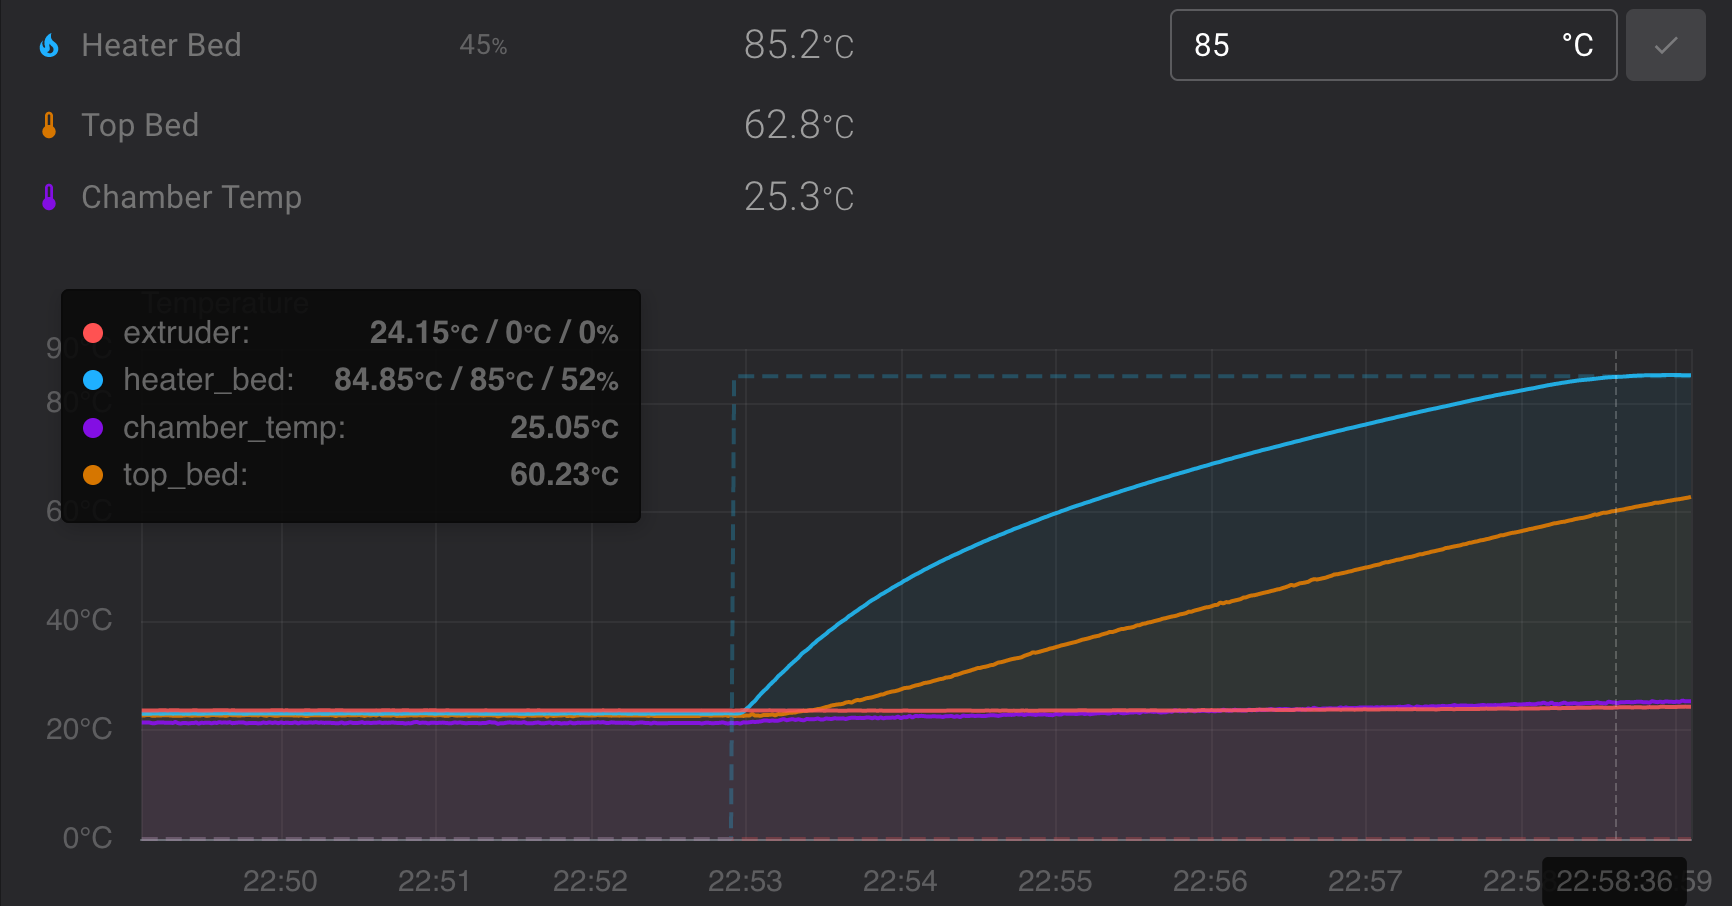 Heater Bed 45% 85.2°C 85 °C
Top Bed 62.8°C
Chamber Temp 25.3°C
Temperature
extruder: 24.15°C / 0°C / 0%
heater_bed: 84.85°C / 85°C / 52%
chamber_temp: 25.05°C
top_bed: 60.23°C
90°C
80°C
60°C
40°C
20°C
0°C
22:50 22:51 22:52 22:53 22:54 22:55 22:56 22:57 22:58 22:58:36 59